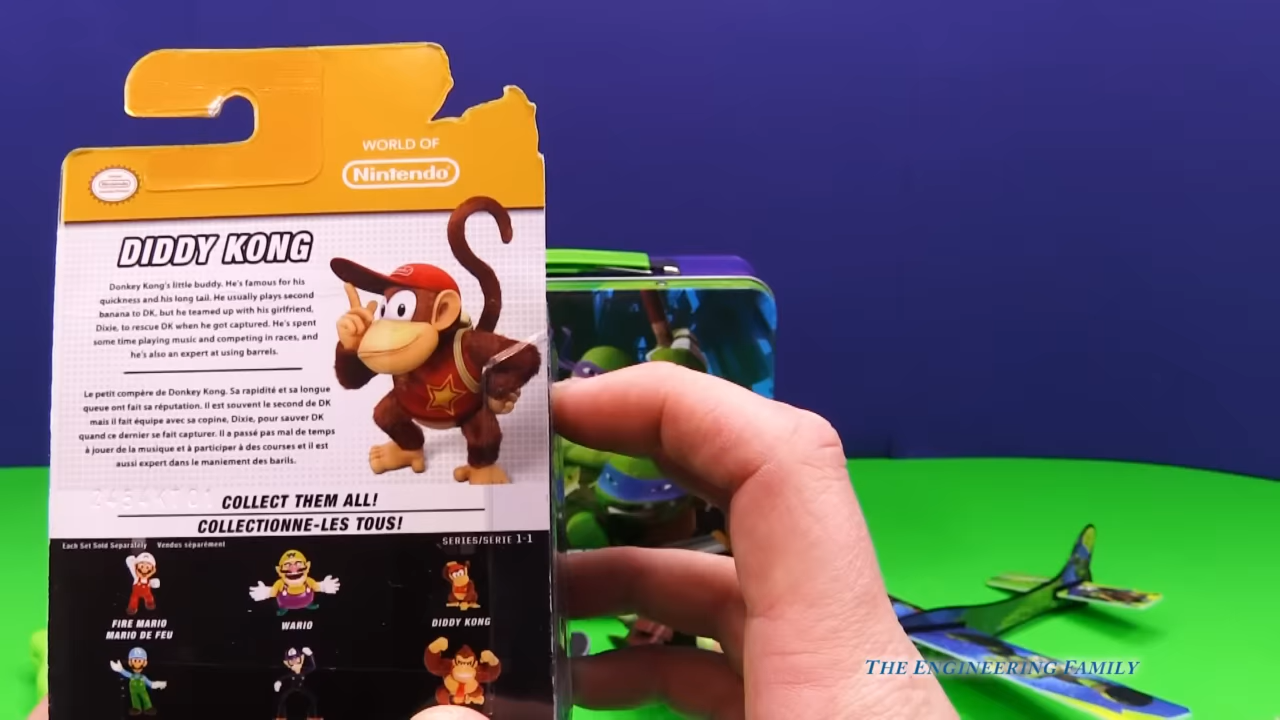 WORLD OF
Nintendo
DIDDY KONG
Donkey Kong's little buddy. He's famous for his
quickness and his long tail. He usually plays second
banana to DK, but he teamed up with his girlfriend,
Dixie, to rescue DK when he got captured. He's spent
some time playing music and competing in races, and
he's also an expert at using barrels.
Le petit compère de Donkey Kong. Sa rapidité et sa longue
queue ont fait sa réputation. Il est souvent le second de DK
mais il fait équipe avec sa copine, Dixie, pour sauver DK
quand ce dernier se fait capturer. Il a passé pas mal de temps
à jouer de la musique et à participer à des courses et il est
aussi expert dans le maniement des barils.
COLLECT THEM ALL!
COLLECTIONNE-LES TOUS!
Each Set Sold Separately Vendus séparément
SERIES/SÉRIE 1-1
FIRE MARIO
MARIO DE FEU
WARIO
DIDDY KONG
THE ENGINEERING FAMILY